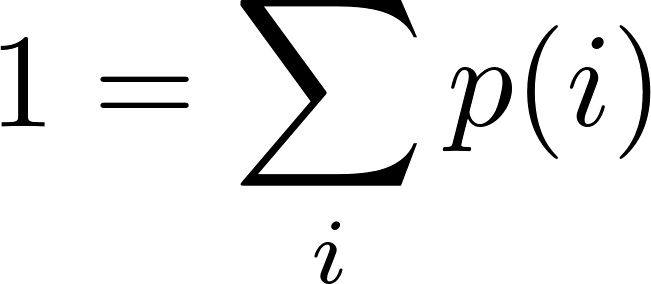 1 = ∑_i p(i)